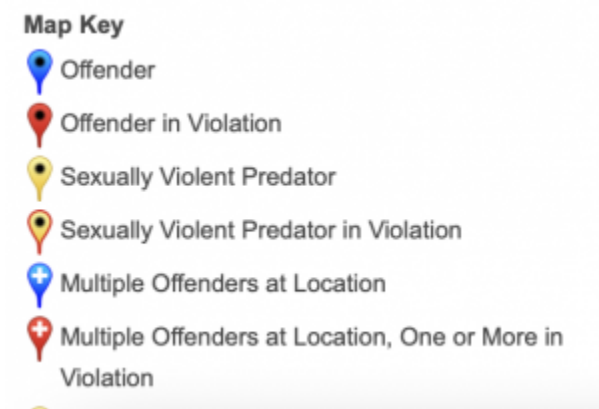 Map Key
Offender
Offender in Violation
Sexually Violent Predator
Sexually Violent Predator in Violation
Multiple Offenders at Location
Multiple Offenders at Location, One or More in
Violation